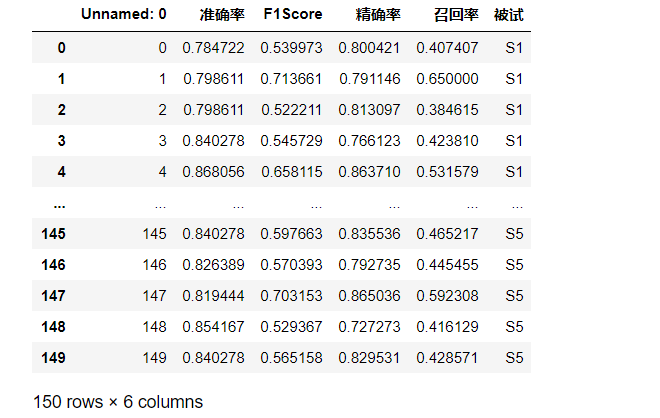 Unnamed: 0 准确率 F1Score 精确率 召回率 被试
0 0 0.784722 0.539973 0.800421 0.407407 S1
1 1 0.798611 0.713661 0.791146 0.650000 S1
2 2 0.798611 0.522211 0.813097 0.384615 S1
3 3 0.840278 0.545729 0.766123 0.423810 S1
4 4 0.868056 0.658115 0.863710 0.531579 S1
... ... ... ... ... ... ...
145 145 0.840278 0.597663 0.835536 0.465217 S5
146 146 0.826389 0.570393 0.792735 0.445455 S5
147 147 0.819444 0.703153 0.865036 0.592308 S5
148 148 0.854167 0.529367 0.727273 0.416129 S5
149 149 0.840278 0.565158 0.829531 0.428571 S5
150 rows × 6 columns